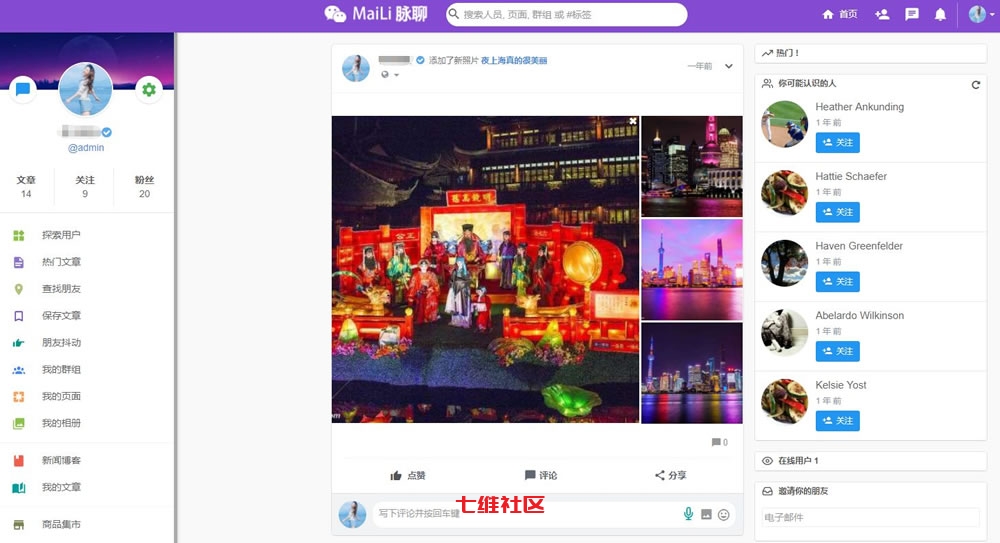 MaiLi 脉聊
搜索人员, 页面, 群组 或 #标签
首页
@admin
文章 关注 粉丝
14 9 20
探索用户
热门文章
查找朋友
保存文章
朋友抖动
我的群组
我的页面
我的相册
新闻博客
我的文章
商品集市
添加了新照片 夜上海真的很美丽
一年前
0
点赞 评论 分享
写下评论并按回车键
七维社区
热门！
你可能认识的人
Heather Ankunding
1 年 前
关注
Hattie Schaefer
1 年 前
关注
Haven Greenfelder
1 年 前
关注
Abelardo Wilkinson
1 年 前
关注
Kelsie Yost
1 年 前
关注
在线用户 1
邀请你的朋友
电子邮件